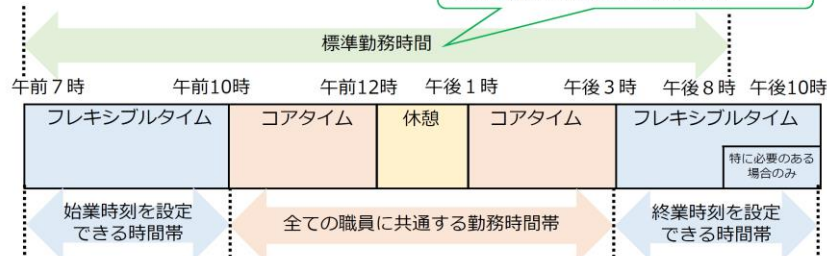 標準勤務時間
午前７時 午前10時 午前12時 午後１時 午後３時 午後８時 午後10時
フレキシブルタイム コアタイム 休憩 コアタイム フレキシブルタイム
特に必要のある
場合のみ
始業時刻を設定
できる時間帯
全ての職員に共通する勤務時間帯
終業時刻を設定
できる時間帯